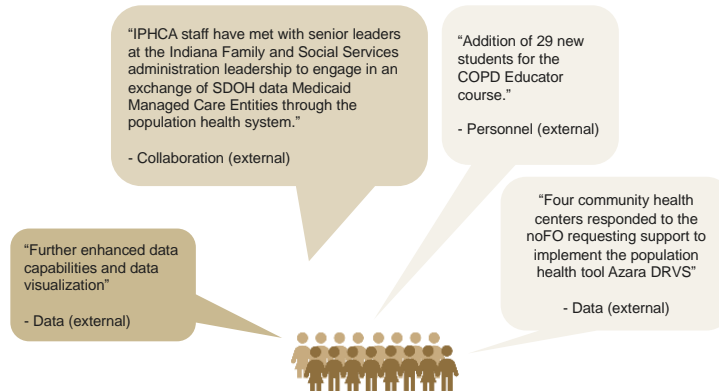 “IPHCA staff have met with senior leaders
at the Indiana Family and Social Services
administration leadership to engage in an
exchange of SDOH data Medicaid
Managed Care Entities through the
population health system.”
- Collaboration (external)
“Addition of 29 new
students for the
COPD Educator
course.”
- Personnel (external)
“Four community health
centers responded to the
noFO requesting support to
implement the population
health tool Azara DRVS”
- Data (external)
“Further enhanced data
capabilities and data
visualization”
- Data (external)